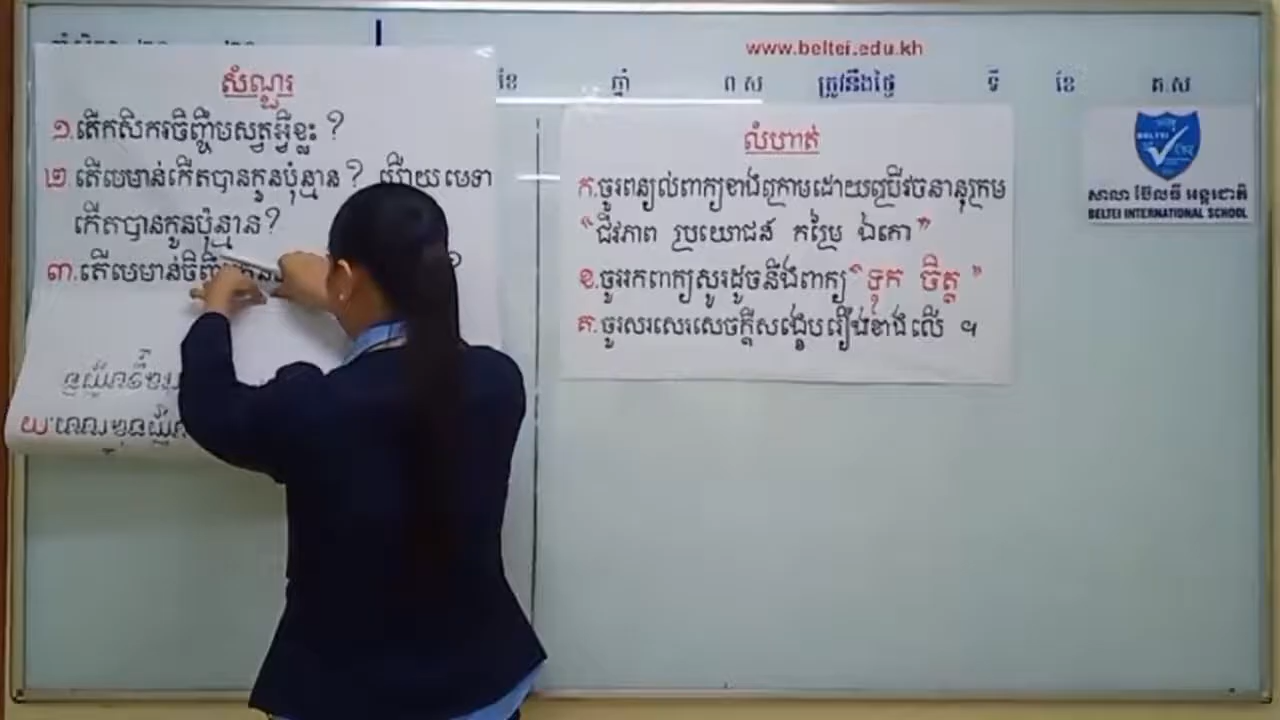 www.beltei.edu.kh
ខែ ឆ្នាំ ព ស ត្រូវនឹងថ្ងៃ ទី ខែ គ.ស
សំណួរ
១.តើកសិករចិញ្ចឹមសត្វអ្វីខ្លះ ?
២.តើមេមាន់កើតបានកូនប៉ុន្មាន ? ហើយមេទា
កើតបានកូនប៉ុន្មាន?
៣.តើមេមាន់ចិញ្ចឹមកូន
លំហាត់
ក.ចូរពន្យល់ពាក្យខាងក្រោមដោយប្រើវចនានុក្រម
"ជីវភាព ប្រយោជន៍ កម្រៃ ឯកោ"
ខ.ចូររកពាក្យសូរដូចនឹងពាក្យ "ទុក ចិត្ត"
គ.ចូរសរសេរសេចក្ដីសង្ខេបរឿងខាងលើ ។
BELTEI
សាលា ប៊ែលធី អន្តរជាតិ
BELTEI INTERNATIONAL SCHOOL